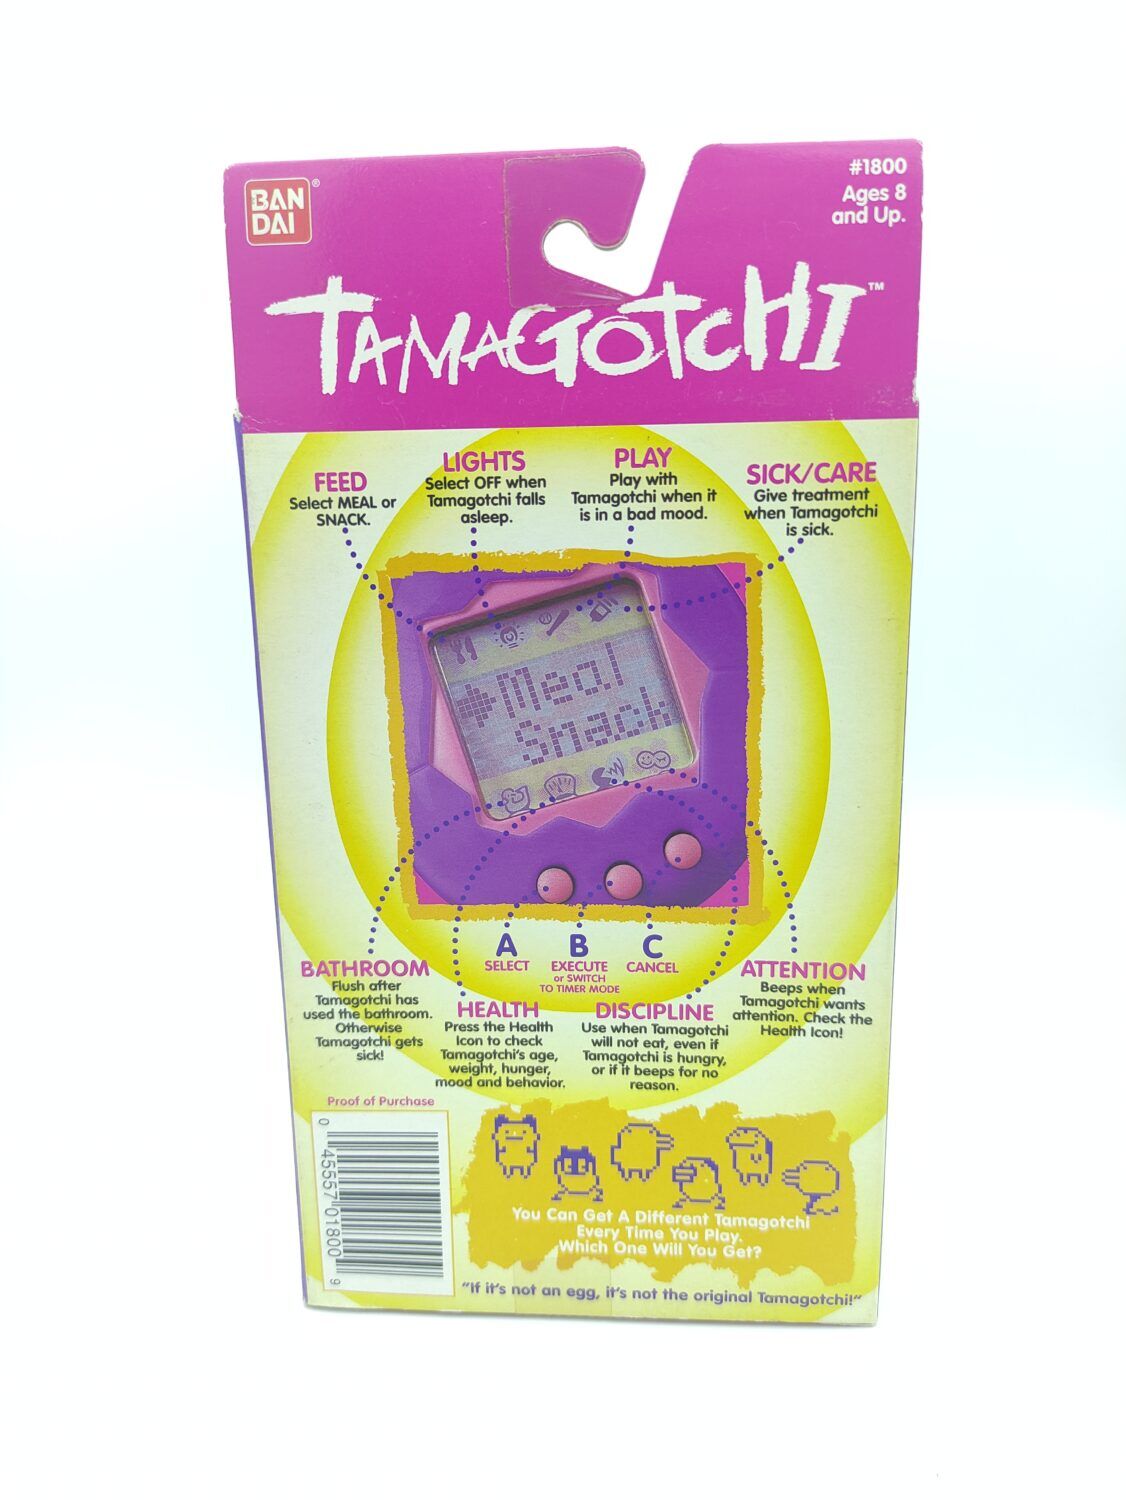 BAN
DAI
®
#1800
Ages 8
and Up.
TAMAGOTCHI™
FEED
Select MEAL or
SNACK.
LIGHTS
Select OFF when
Tamagotchi falls
asleep.
PLAY
Play with
Tamagotchi when it
is in a bad mood.
SICK/CARE
Give treatment
when Tamagotchi
is sick.
Meal
Snack
A
SELECT
B
EXECUTE
or SWITCH
TO TIMER MODE
C
CANCEL
BATHROOM
Flush after
Tamagotchi has
used the bathroom.
Otherwise
Tamagotchi gets
sick!
HEALTH
Press the Health
Icon to check
Tamagotchi's age,
weight, hunger,
mood and behavior.
DISCIPLINE
Use when Tamagotchi
will not eat, even if
Tamagotchi is hungry,
or if it beeps for no
reason.
ATTENTION
Beeps when
Tamagotchi wants
attention. Check the
Health Icon!
Proof of Purchase
0 45557 01800 9
You Can Get A Different Tamagotchi
Every Time You Play.
Which One Will You Get?
"If it's not an egg, it's not the original Tamagotchi!"